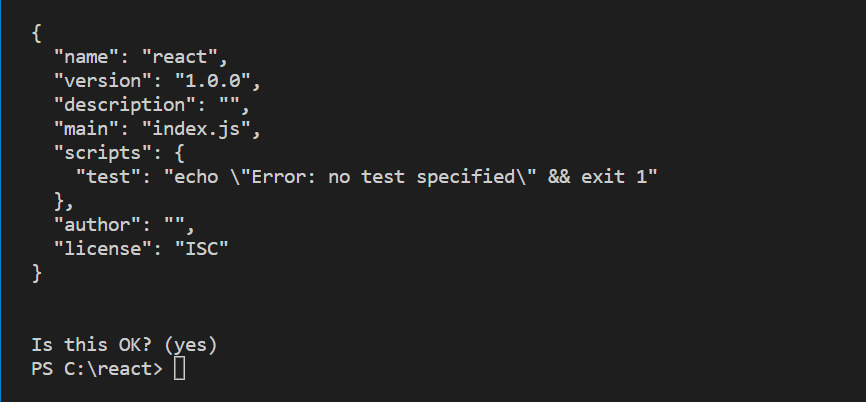 {
  "name": "react",
  "version": "1.0.0",
  "description": "",
  "main": "index.js",
  "scripts": {
    "test": "echo \"Error: no test specified\" && exit 1"
  },
  "author": "",
  "license": "ISC"
}
Is this OK? (yes)
PS C:\react>